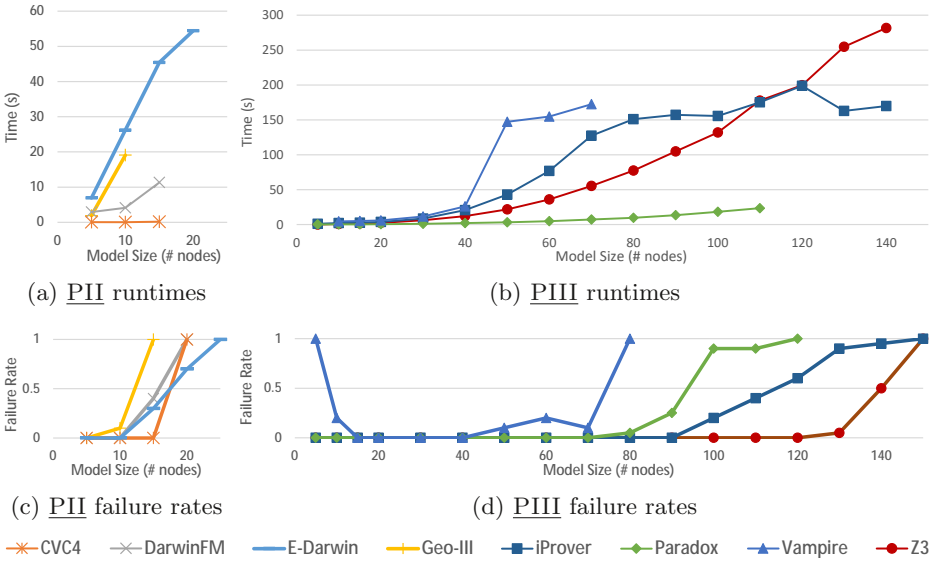 60
50
40
30
20
10
0
Time (s)
0 10 20
Model Size (# nodes)
(a) PII runtimes
300
250
200
150
100
50
0
Time (s)
0 20 40 60 80 100 120 140
Model Size (# nodes)
(b) PIII runtimes
1
0.5
0
Failure Rate
0 10 20
Model Size (# nodes)
(c) PII failure rates
1
0.5
0
Failure Rate
0 20 40 60 80 100 120 140
Model Size (# nodes)
(d) PIII failure rates
CVC4 DarwinFM E-Darwin Geo-III iProver Paradox Vampire Z3